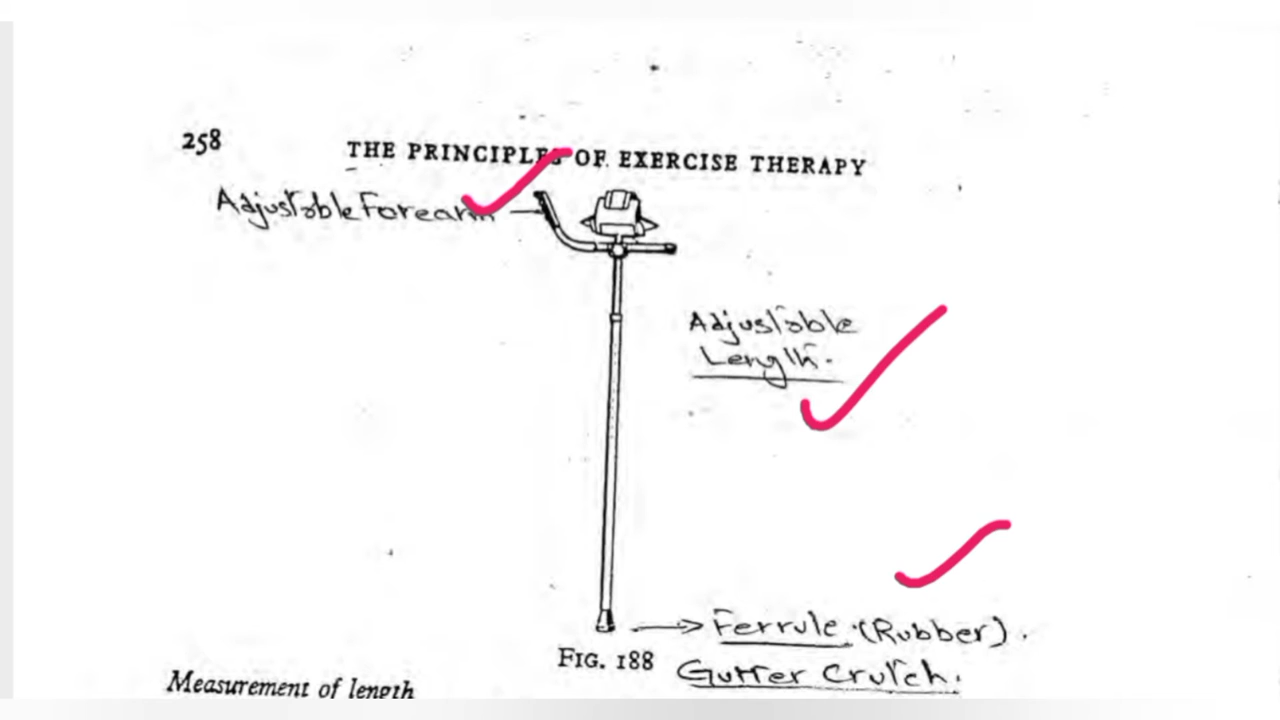 258
THE PRINCIPLES OF EXERCISE THERAPY
Adjustable Forearm
Adjustable
Length.
Ferrule (Rubber).
FIG. 188
Gutter Crutch.
Measurement of length